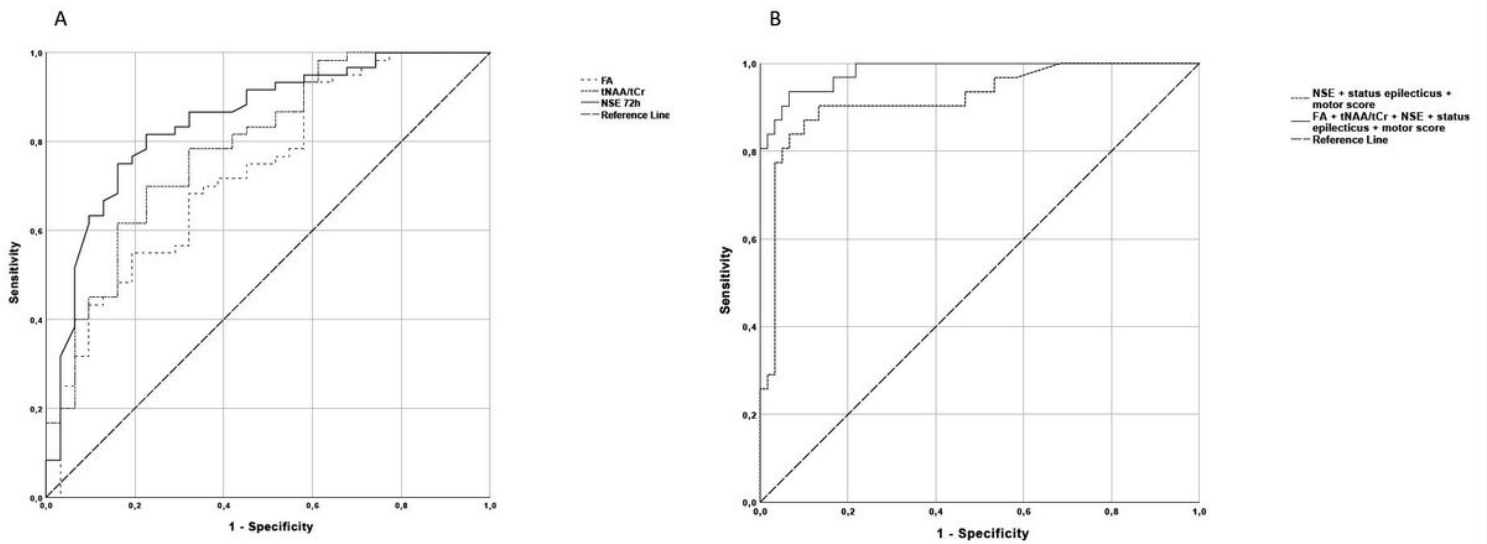 A
B
1,0
0,8
0,6
0,4
0,2
0,0
0,0
0,2
0,4
0,6
0,8
1,0
Sensitivity
1 - Specificity
FA
tNAA/tCr
NSE 72h
Reference Line
1,0
0,8
0,6
0,4
0,2
0,0
0,0
0,2
0,4
0,6
0,8
1,0
Sensitivity
1 - Specificity
NSE + status epilecticus +
motor score
FA + tNAA/tCr + NSE + status
epilecticus + motor score
Reference Line